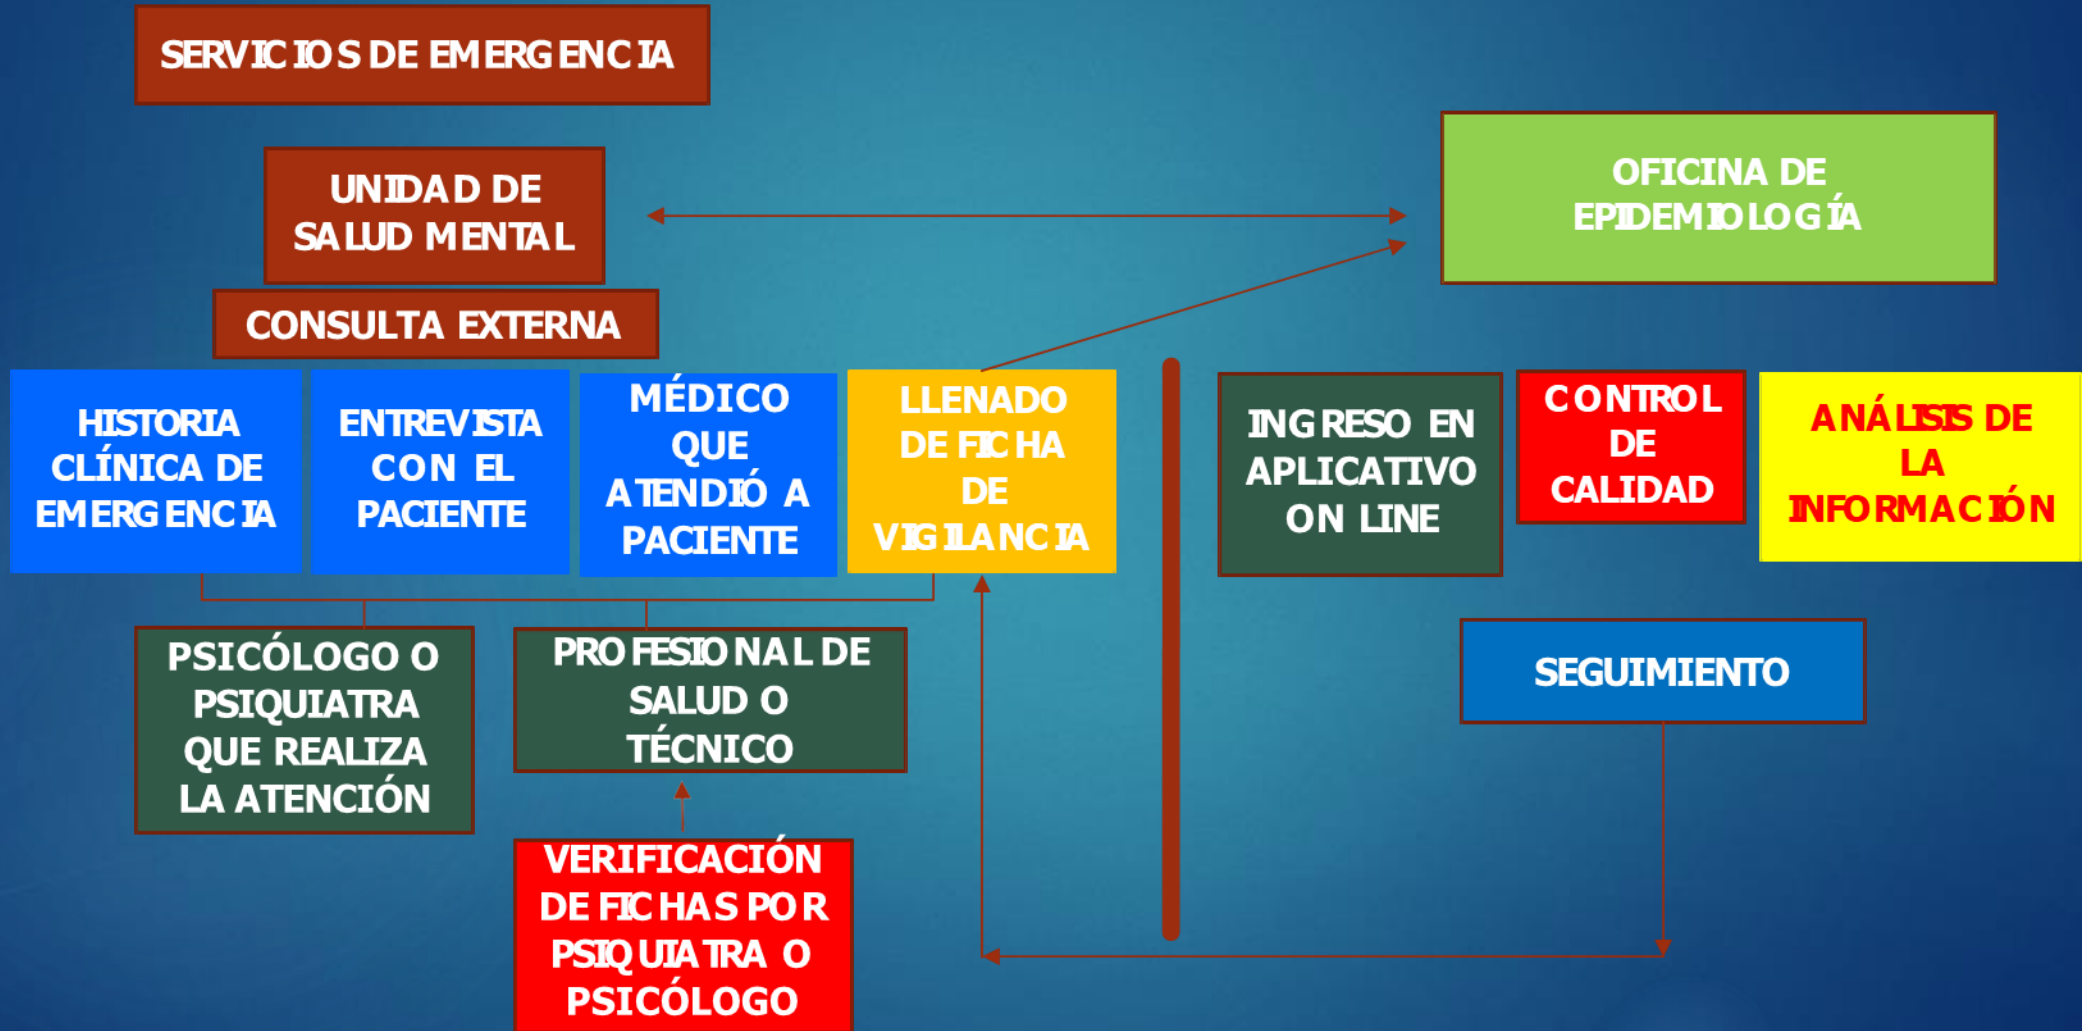 SERVICIOS DE EMERGENCIA
UNIDAD DE
SALUD MENTAL
CONSULTA EXTERNA
OFICINA DE
EPIDEMIOLOGÍA
HISTORIA
CLÍNICA DE
EMERGENCIA
ENTREVISTA
CON EL
PACIENTE
MÉDICO
QUE
ATENDIÓ A
PACIENTE
LLENADO
DE FICHA
DE
VIGILANCIA
INGRESO EN
APLICATIVO
ON LINE
CONTROL
DE
CALIDAD
ANÁLISIS DE
LA
INFORMACIÓN
PSICÓLOGO O
PSIQUIATRA
QUE REALIZA
LA ATENCIÓN
PROFESIONAL DE
SALUD O
TÉCNICO
SEGUIMIENTO
VERIFICACIÓN
DE FICHAS POR
PSIQUIATRA O
PSICÓLOGO